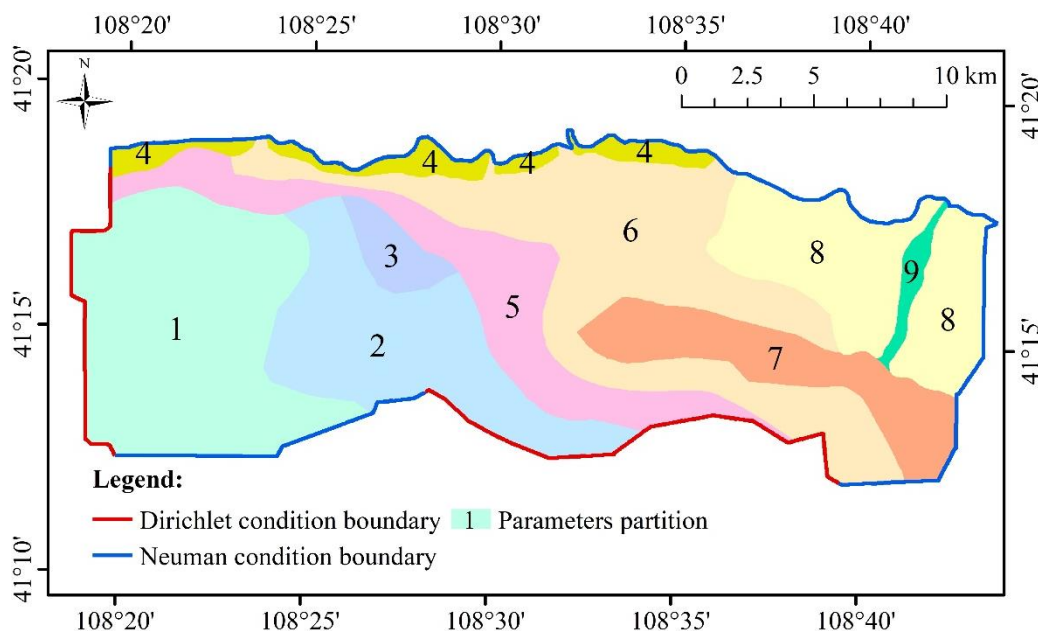 108°20' 108°25' 108°30' 108°35' 108°40'
41°20' 41°20'
N
0 2.5 5 10 km
4 4 4 4
6
3 8 9
5
1 2 8
7
41°15' 41°15'
Legend:
Dirichlet condition boundary 1 Parameters partition
Neuman condition boundary
41°10' 41°10'
108°20' 108°25' 108°30' 108°35' 108°40'